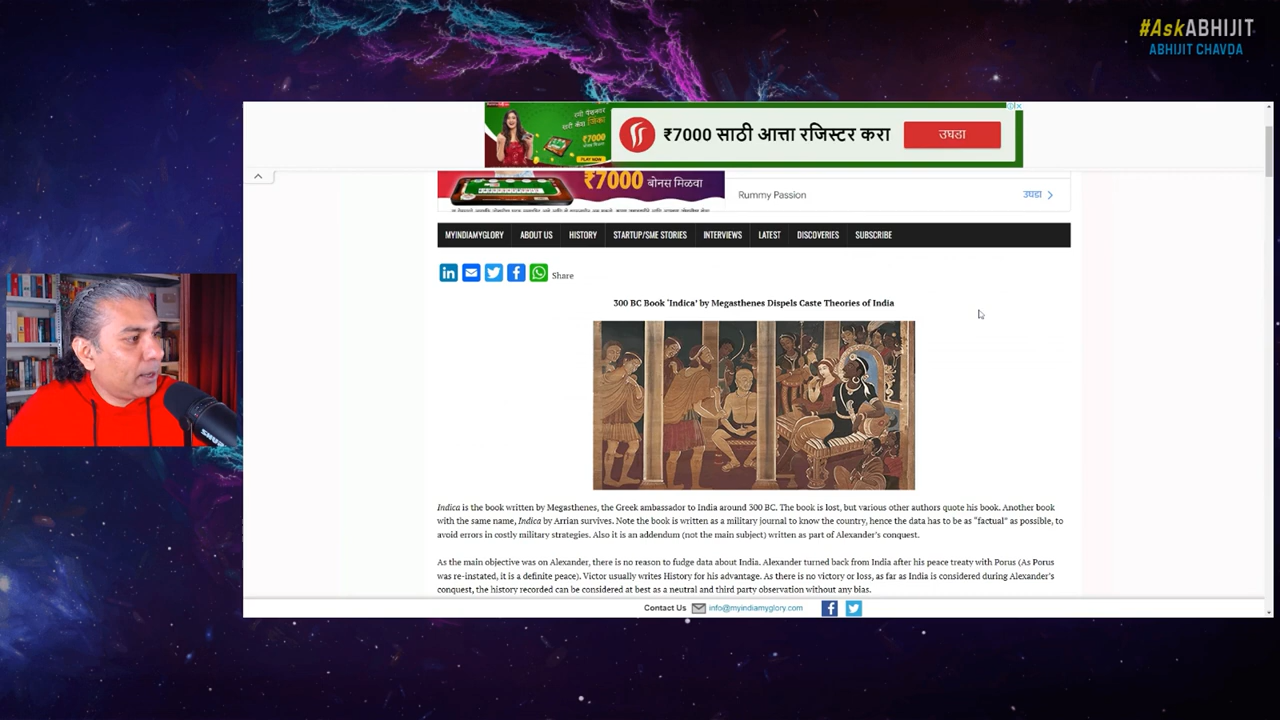 #AskABHIJIT
ABHIJIT CHAVDA
₹7000
PLAY NOW
₹7000 साठी आत्ता रजिस्टर करा
उघडा
₹7000 बोनस मिळवा
Rummy Passion
उघडा
MYINDIAMYGLORY ABOUT US HISTORY STARTUP/SME STORIES INTERVIEWS LATEST DISCOVERIES SUBSCRIBE
Share
300 BC Book 'Indica' by Megasthenes Dispels Caste Theories of India
Indica is the book written by Megasthenes, the Greek ambassador to India around 300 BC. The book is lost, but various other authors quote his book. Another book
with the same name, Indica by Arrian survives. Note the book is written as a military journal to know the country, hence the data has to be as "factual" as possible, to
avoid errors in costly military strategies. Also it is an addendum (not the main subject) written as part of Alexander's conquest.
As the main objective was on Alexander, there is no reason to fudge data about India. Alexander turned back from India after his peace treaty with Porus (As Porus
was re-instated, it is a definite peace). Victor usually writes History for his advantage. As there is no victory or loss, as far as India is considered during Alexander's
conquest, the history recorded can be considered at best as a neutral and third party observation without any bias.
Contact Us info@myindiamyglory.com